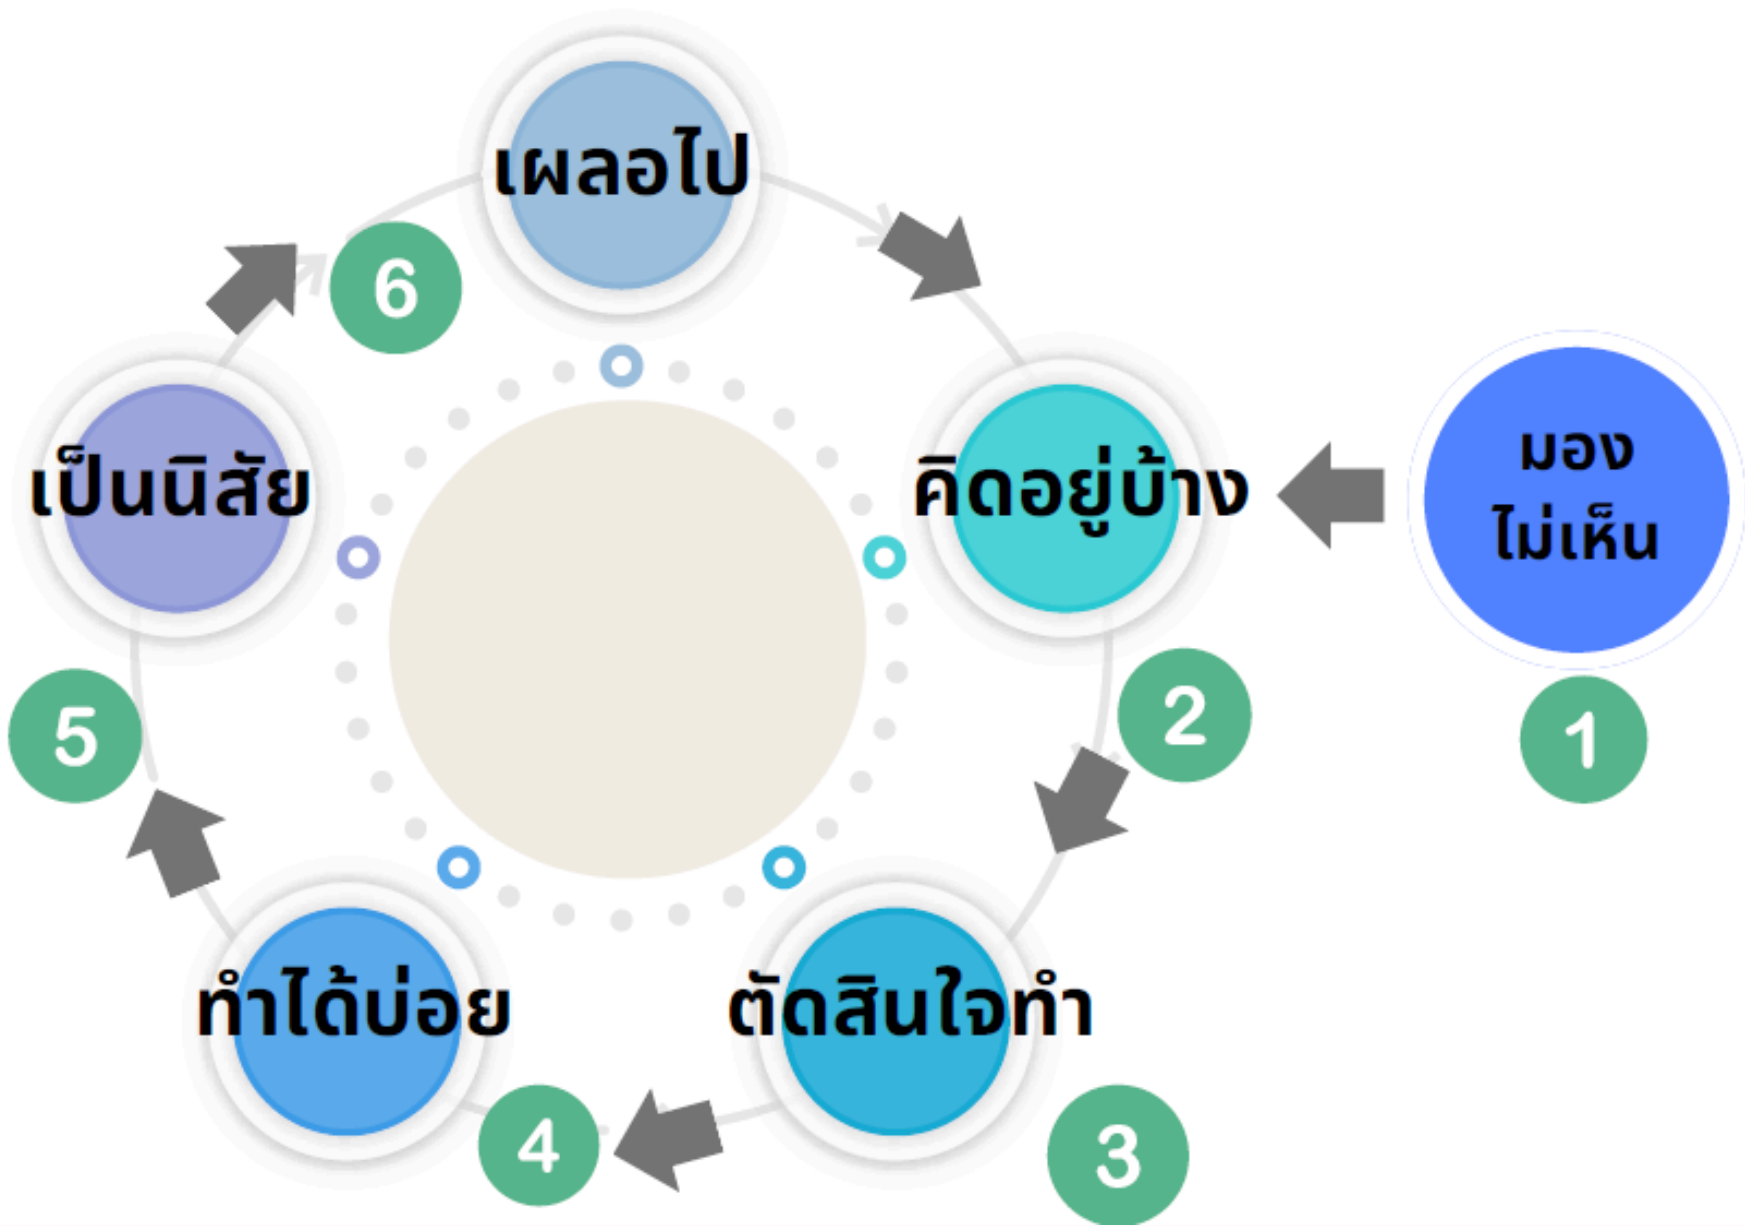 เผลอไป
6
เป็นนิสัย
คิดอยู่บ้าง
มอง
ไม่เห็น
5
2
1
ทำได้บ่อย
ตัดสินใจทำ
4
3